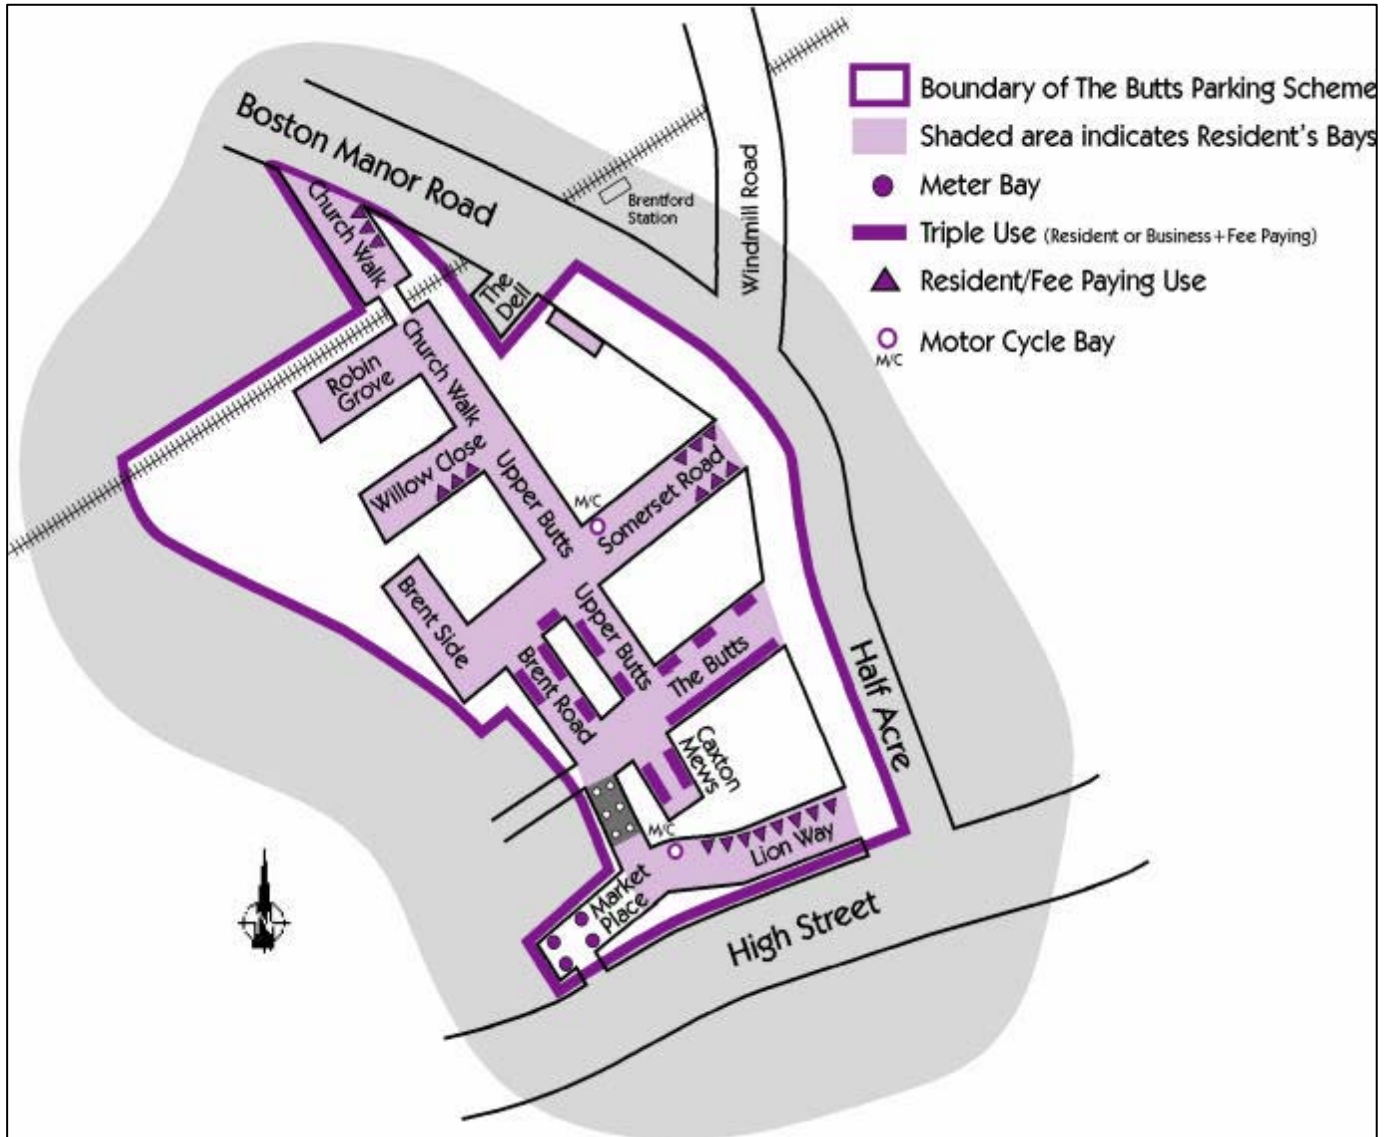 Boundary of The Butts Parking Scheme
Shaded area indicates Resident's Bays
Meter Bay
Triple Use (Resident or Business+Fee Paying)
Resident/Fee Paying Use
M/C
Motor Cycle Bay
Boston Manor Road
Windmill Road
Brentford
Station
Church Walk
The
Dell
Robin
Grove
Church Walk
Willow Close
Upper Butts
M/C
Somerset Road
Brent Side
Upper Butts
Brent Road
The Butts
Half Acre
Caxton
Mews
M/C
Lion Way
Market
Place
High Street